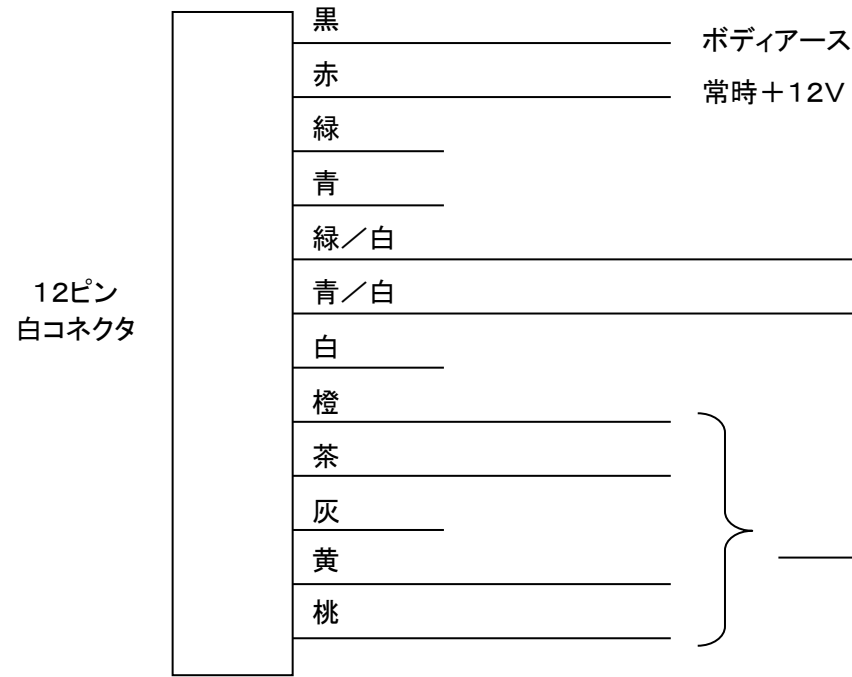 黒
ボディアース
赤
常時＋１２Ｖ
緑
青
緑／白
１２ピン
白コネクタ
青／白
白
橙
茶
灰
黄
桃